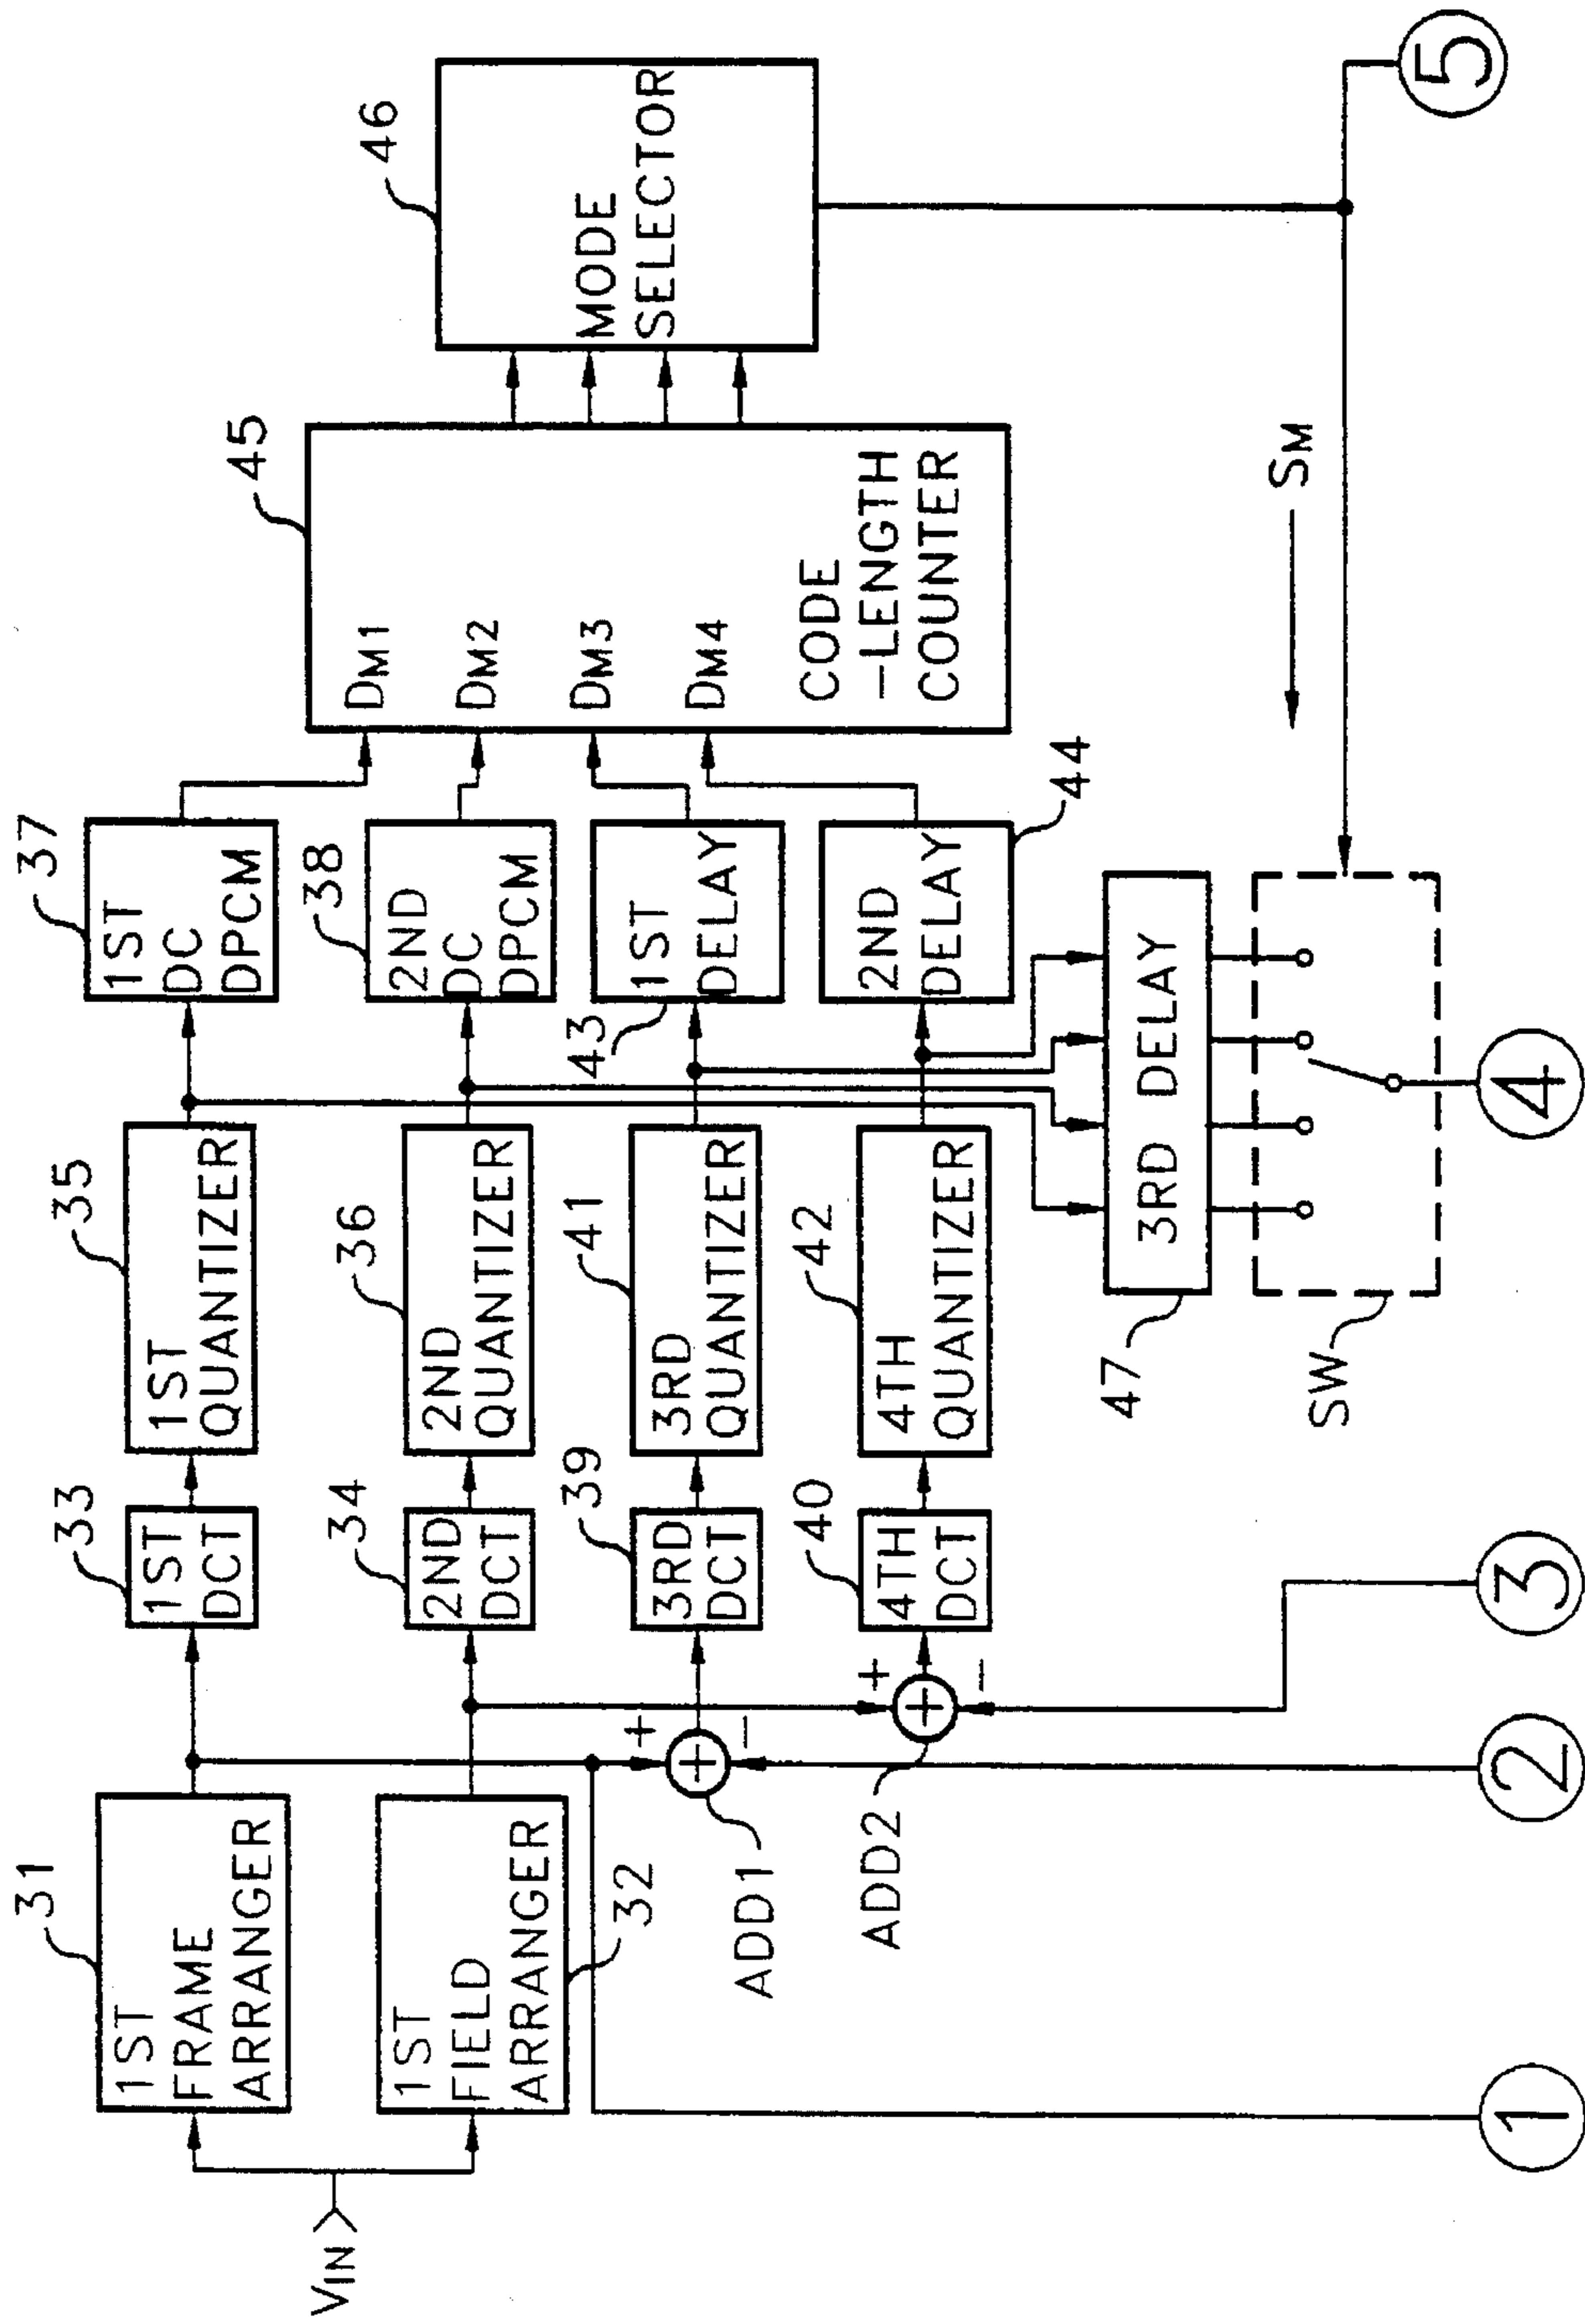 31
1ST
FRAME
ARRANGER
33
1ST
DCT
35
1ST
QUANTIZER
37
1ST
DC
DPCM
VIN
1ST
FIELD
ARRANGER
32
34
2ND
DCT
36
2ND
QUANTIZER
38
2ND
DC
DPCM
45
DM1
DM2
DM3
DM4
CODE
-LENGTH
COUNTER
46
MODE
SELECTOR
ADD1
+
+
-
39
3RD
DCT
41
3RD
QUANTIZER
43
1ST
DELAY
ADD2
+
+
-
40
4TH
DCT
42
4TH
QUANTIZER
2ND
DELAY
44
47
3RD DELAY
SW
SM
1
2
3
4
5